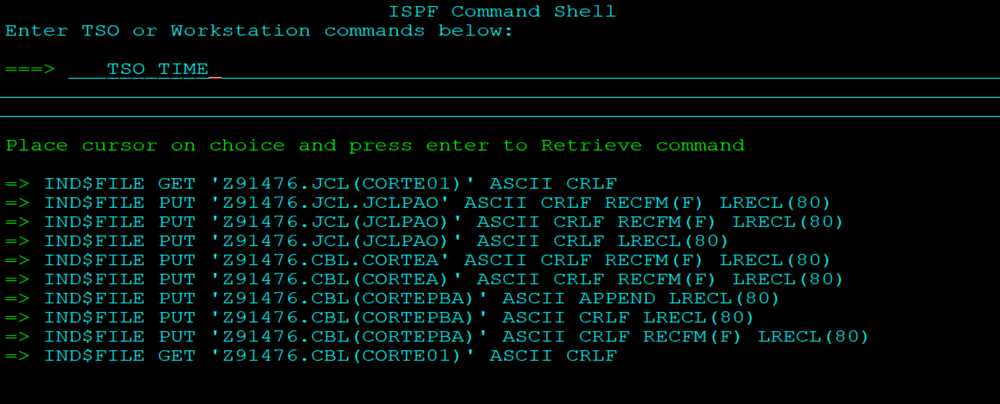 ISPF Command Shell
Enter TSO or Workstation commands below:
===> TSO TIME_
Place cursor on choice and press enter to Retrieve command
=> IND$FILE GET 'Z91476.JCL(CORTE01)' ASCII CRLF
=> IND$FILE PUT 'Z91476.JCL.JCLPAO' ASCII CRLF RECFM(F) LRECL(80)
=> IND$FILE PUT 'Z91476.JCL(JCLPAO)' ASCII CRLF RECFM(F) LRECL(80)
=> IND$FILE PUT 'Z91476.JCL(JCLPAO)' ASCII CRLF LRECL(80)
=> IND$FILE PUT 'Z91476.CBL.CORTEA' ASCII CRLF RECFM(F) LRECL(80)
=> IND$FILE PUT 'Z91476.CBL(CORTEA)' ASCII CRLF RECFM(F) LRECL(80)
=> IND$FILE PUT 'Z91476.CBL(CORTEPBA)' ASCII APPEND LRECL(80)
=> IND$FILE PUT 'Z91476.CBL(CORTEPBA)' ASCII CRLF LRECL(80)
=> IND$FILE PUT 'Z91476.CBL(CORTEPBA)' ASCII CRLF RECFM(F) LRECL(80)
=> IND$FILE GET 'Z91476.CBL(CORTE01)' ASCII CRLF